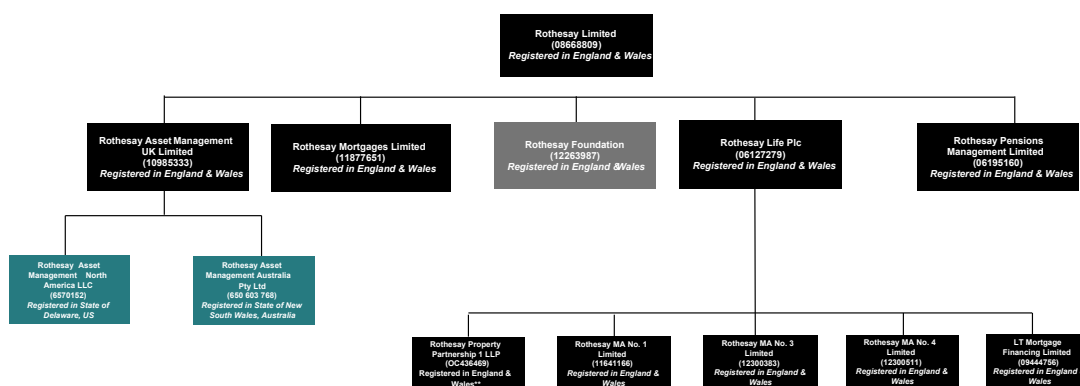 Rothesay Limited
(08668809)
Registered in England & Wales
Rothesay Asset Management
UK Limited
(10985333)
Registered in England & Wales
Rothesay Mortgages Limited
(11877651)
Registered in England & Wales
Rothesay Foundation
(12263987)
Registered in England & Wales
Rothesay Life Plc
(06127279)
Registered in England & Wales
Rothesay Pensions
Management Limited
(06195160)
Registered in England & Wales
Rothesay Asset
Management North
America LLC
(6570152)
Registered in State of
Delaware, US
Rothesay Asset
Management Australia
Pty Ltd
(650 603 768)
Registered in State of New
South Wales, Australia
Rothesay Property
Partnership 1 LLP
(OC436469)
Registered in England &
Wales**
Rothesay MA No. 1
Limited
(11641166)
Registered in England &
Wales
Rothesay MA No. 3
Limited
(12300383)
Registered in England &
Wales
Rothesay MA No. 4
Limited
(12300511)
Registered in England &
Wales
LT Mortgage
Financing Limited
(09444756)
Registered in England &
Wales